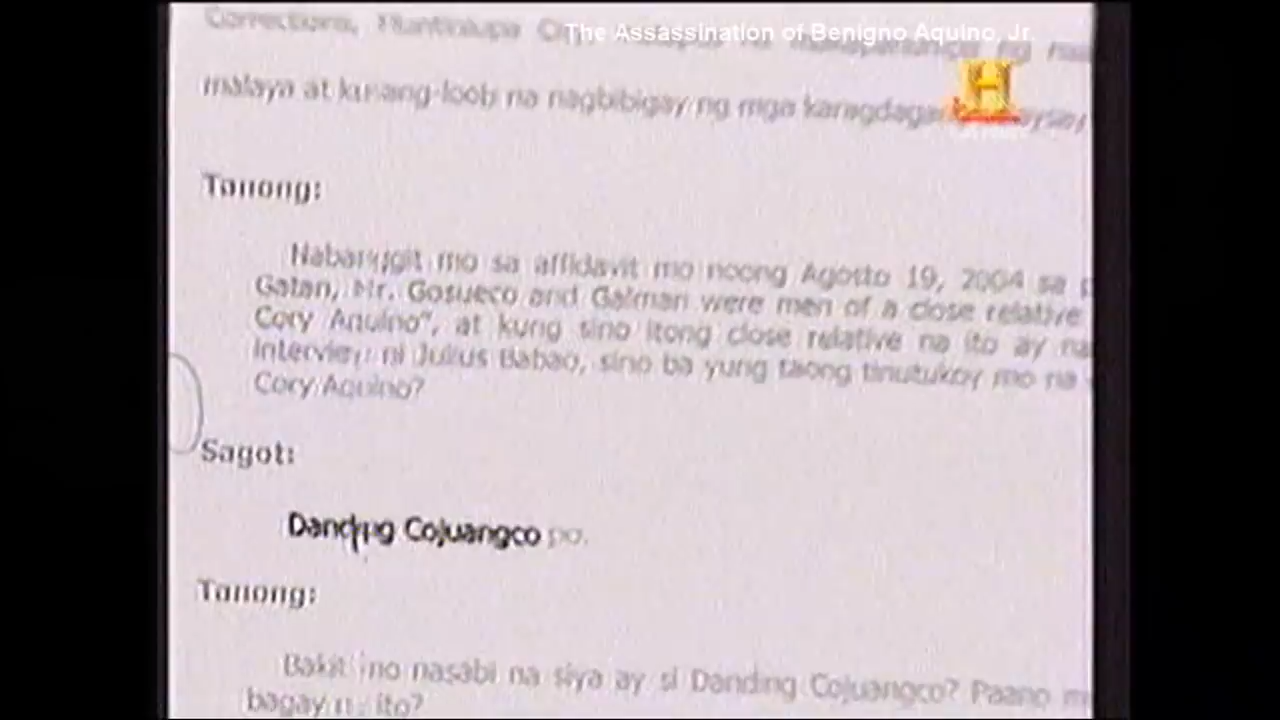 The Assassination of Benigno Aquino, Jr.
Corrections, Muntinlupa ng
H
malaya at kusang-loob na nagbibigay ng mga
Tanong:
Nabanggit mo sa affidavit mo noong Agosto 19, 2004 sa
Galan, Mr. Gosueco and Galman were men of a close relative
Cory Aquino", at kung sino itong close relative na ito ay
interview ni Julius Babao, sino ba yung taong tinutukoy mo na
Cory Aquino?
Sagot:
Danding Cojuangco po.
Tanong:
Bakit mo nasabi na siya ay si Danding Cojuangco? Paano
bagay na ito?